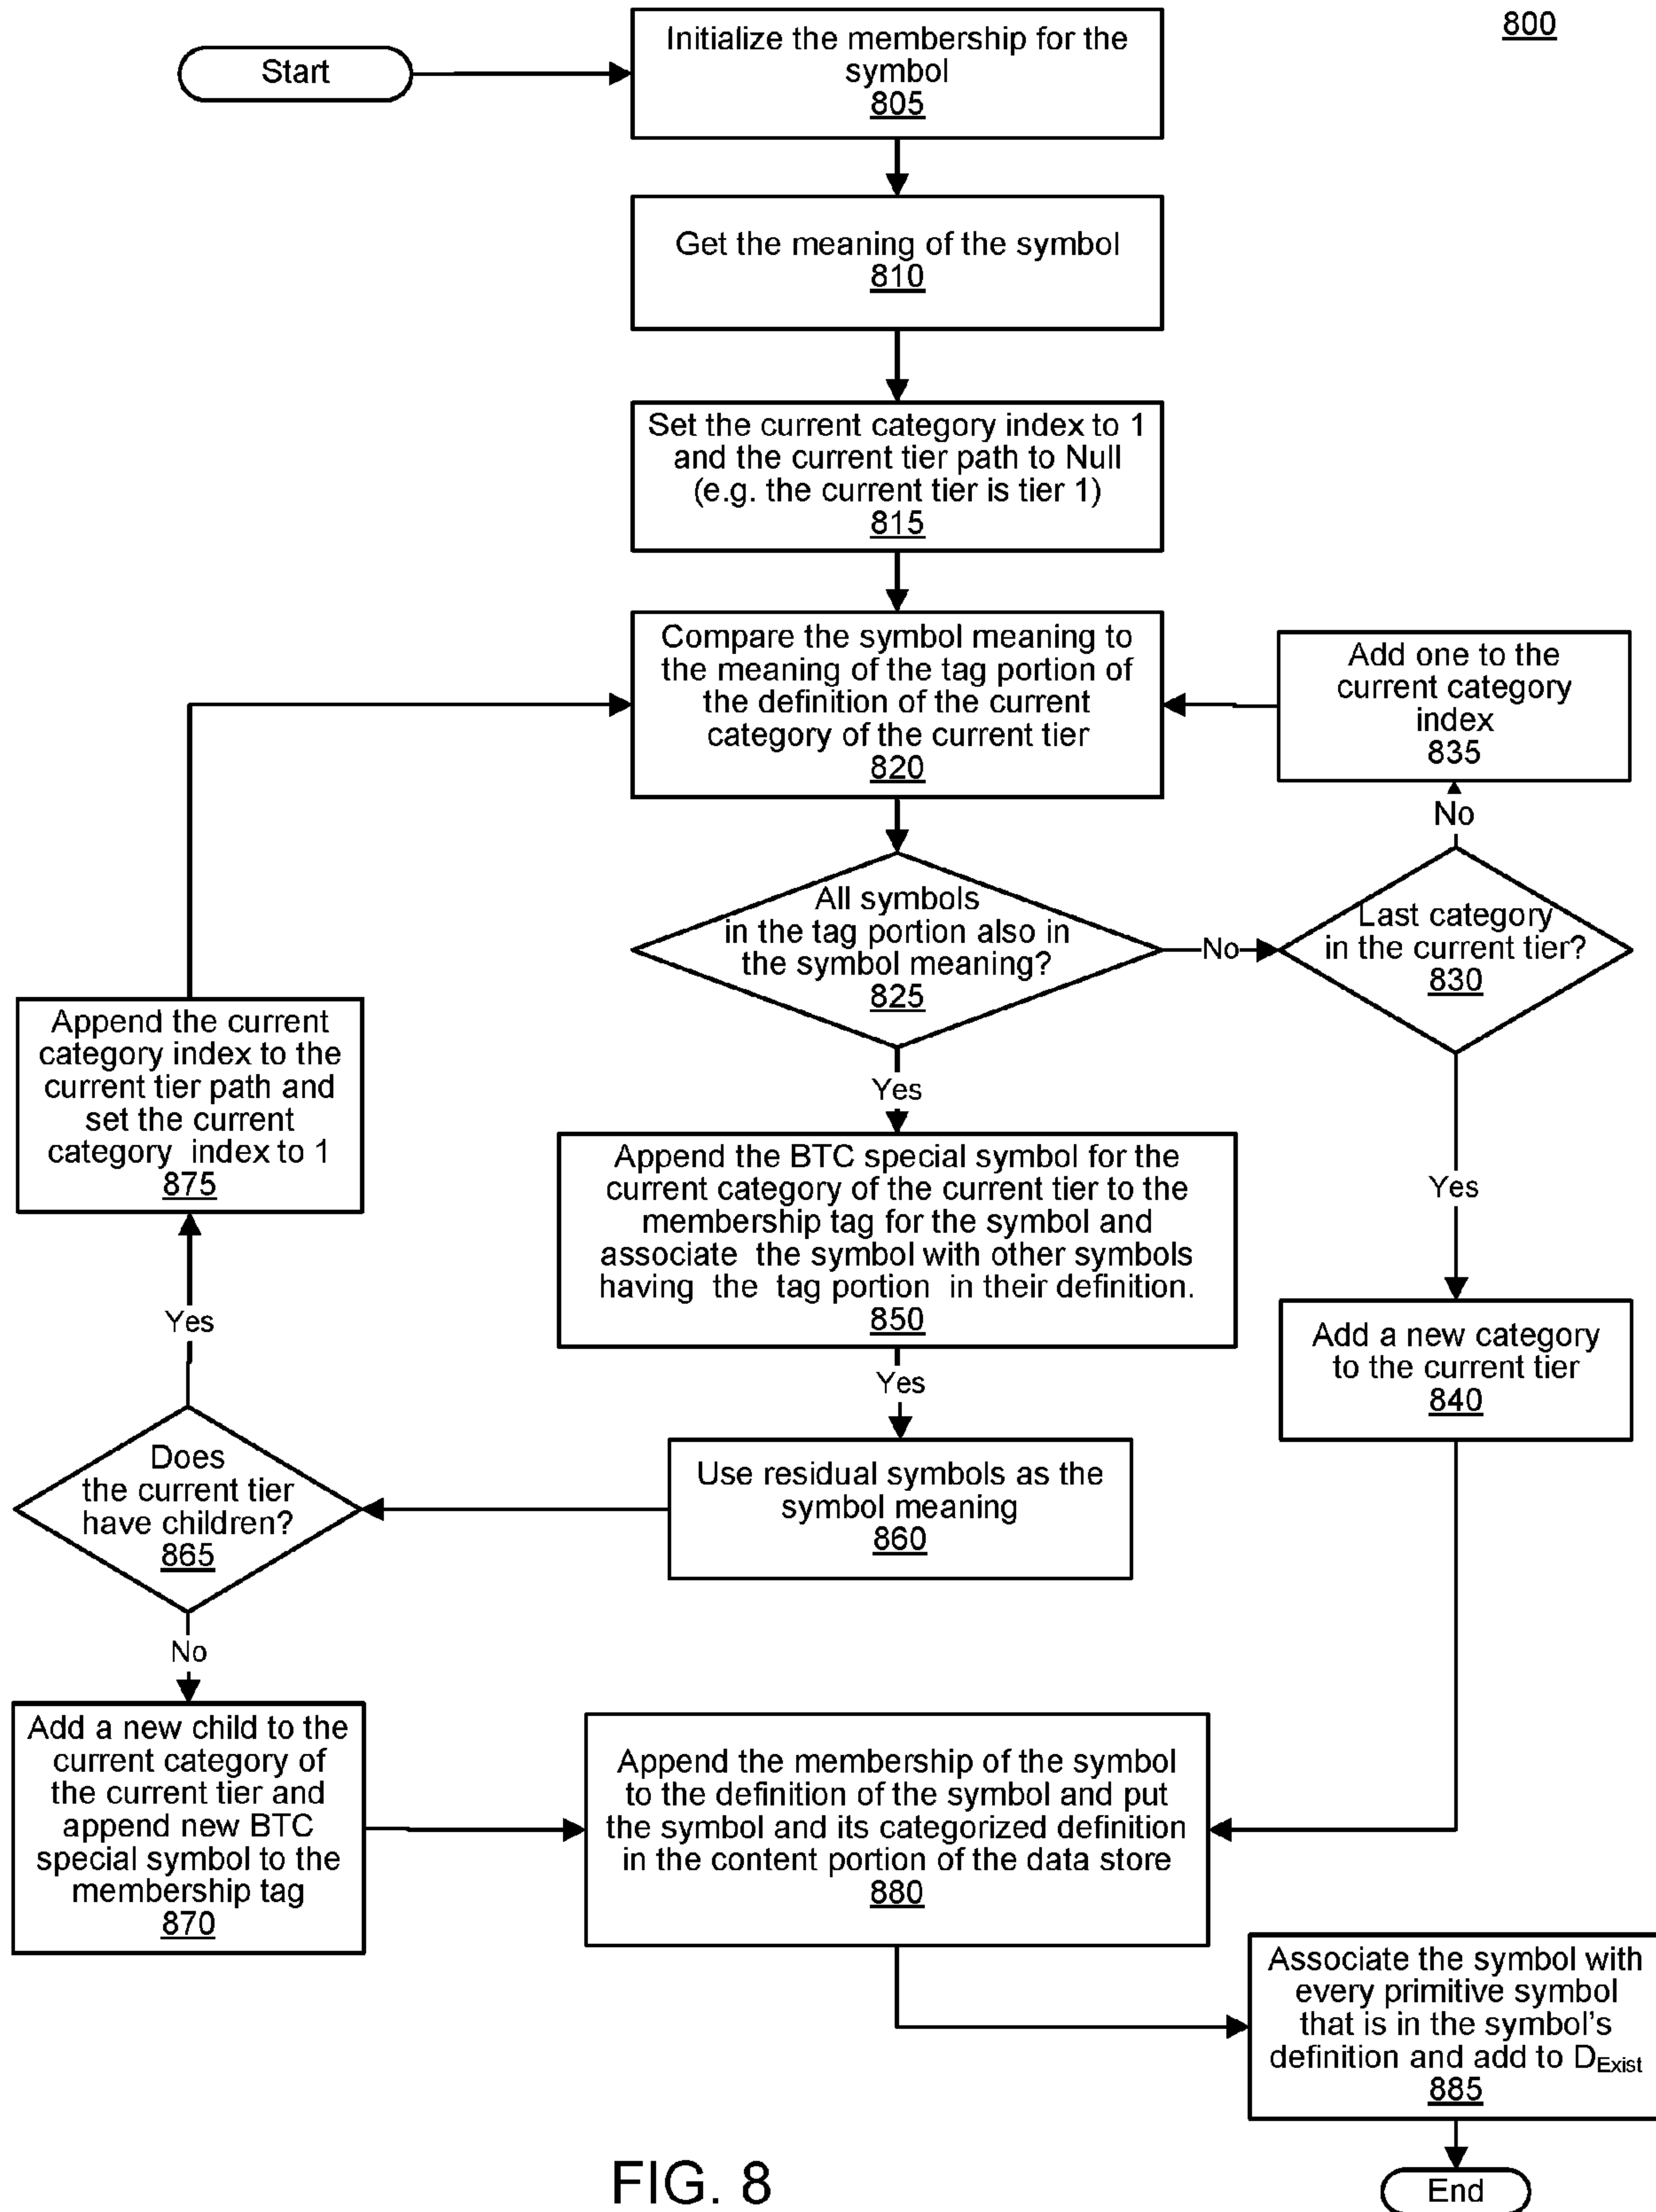 800
Start
Initialize the membership for the
symbol
805
Get the meaning of the symbol
810
Set the current category index to 1
and the current tier path to Null
(e.g. the current tier is tier 1)
815
Compare the symbol meaning to
the meaning of the tag portion of
the definition of the current
category of the current tier
820
Add one to the
current category
index
835
No
All symbols
in the tag portion also in
the symbol meaning?
825
No
Last category
in the current tier?
830
Yes
Yes
Append the current
category index to the
current tier path and
set the current
category index to 1
875
Append the BTC special symbol for the
current category of the current tier to the
membership tag for the symbol and
associate the symbol with other symbols
having the tag portion in their definition.
850
Add a new category
to the current tier
840
Yes
Yes
Does
the current tier
have children?
865
Use residual symbols as the
symbol meaning
860
No
Add a new child to the
current category of
the current tier and
append new BTC
special symbol to the
membership tag
870
Append the membership of the symbol
to the definition of the symbol and put
the symbol and its categorized definition
in the content portion of the data store
880
Associate the symbol with
every primitive symbol
that is in the symbol's
definition and add to DExist
885
End
FIG. 8